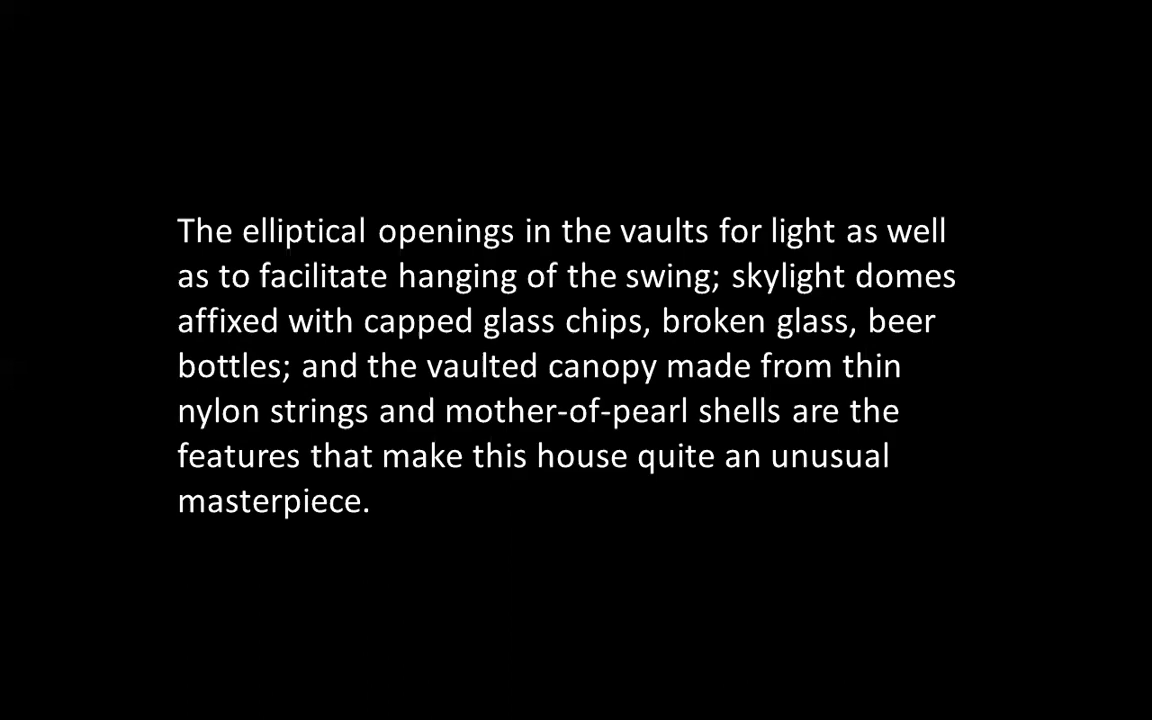 The elliptical openings in the vaults for light as well
as to facilitate hanging of the swing; skylight domes
affixed with capped glass chips, broken glass, beer
bottles; and the vaulted canopy made from thin
nylon strings and mother-of-pearl shells are the
features that make this house quite an unusual
masterpiece.